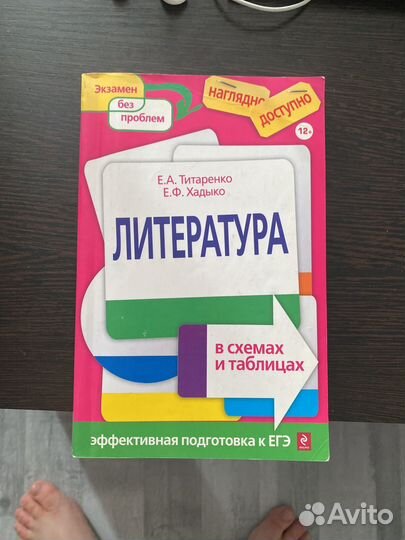 Экзамен
без
проблем
наглядно
доступно
12+
Е.А. Титаренко
Е.Ф. Хадыко
ЛИТЕРАТУРА
в схемах
и таблицах
эффективная подготовка к ЕГЭ
Avito